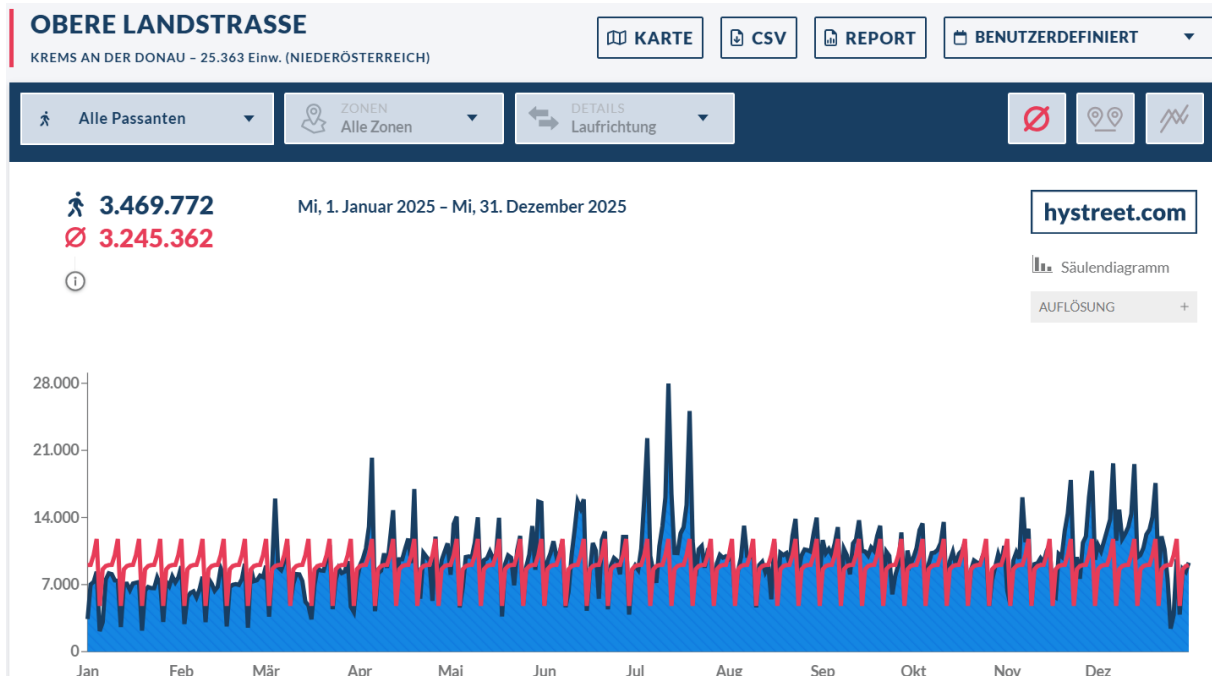 OBERE LANDSTRASSE
KREMS AN DER DONAU – 25.363 Einw. (NIEDERÖSTERREICH)
KARTE
CSV
REPORT
BENUTZERDEFINIERT
Alle Passanten
ZONEN
Alle Zonen
DETAILS
Laufrichtung
3.469.772
Mi, 1. Januar 2025 – Mi, 31. Dezember 2025
Ø 3.245.362
hystreet.com
Säulendiagramm
AUFLÖSUNG +
28.000
21.000
14.000
7.000
0
Jan Feb Mär Apr Mai Jun Jul Aug Sep Okt Nov Dez